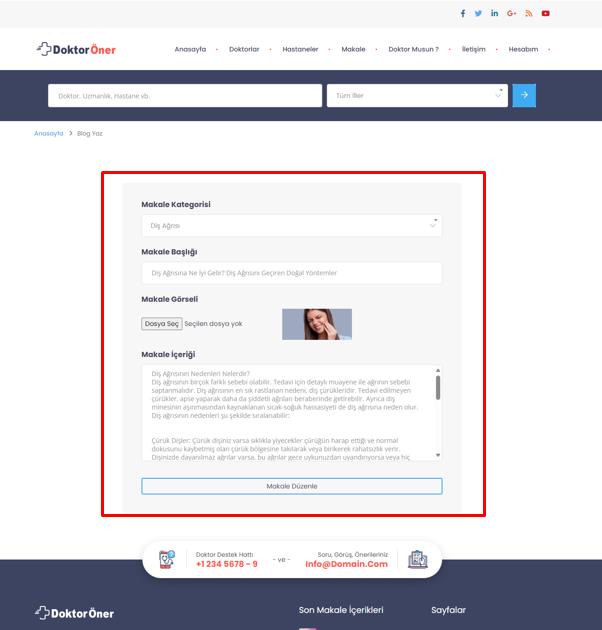 DoktorÖner
Anasayfa
Doktorlar
Hastaneler
Makale
Doktor Musun ?
İletişim
Hesabım
Doktor, Uzmanlık, Hastane vb.
Tüm İller
Anasayfa > Blog Yaz
Makale Kategorisi
Diş Ağrısı
Makale Başlığı
Diş Ağrısına Ne İyi Gelir? Diş Ağrısını Geçiren Doğal Yöntemler
Makale Görseli
Dosya Seç Seçilen dosya yok
Makale İçeriği
Diş Ağrısının Nedenleri Nelerdir?
Diş ağrısının birçok farklı sebebi olabilir. Tedavi için detaylı muayene ile ağrının sebebi
saptanmalıdır. Diş ağrısının en sık rastlanan nedeni, diş çürükleridir. Tedavi edilmeyen
çürükler, apse yaparak daha da şiddetli ağrıları beraberinde getirebilir. Ayrıca diş
minesinin aşınmasından kaynaklanan sıcak-soğuk hassasiyeti de diş ağrısına neden olur.
Diş ağrısının nedenleri şu şekilde sıralanabilir:
Çürük Dişler: Çürük dişiniz varsa sıklıkla yiyecekler çürüğün harap ettiği ve normal
dokusunu kaybetmiş olan çürük bölgesine takılarak veya birikerek rahatsızlık verir.
Dişinizde dayanılmaz ağrılar varsa, bu ağrılar gece uykunuzdan uyandırıyorsa veya hiç
Makale Düzenle
Doktor Destek Hattı
+1 234 5678 - 9
- ve -
Soru, Görüş, Önerileriniz
Info@Domain.Com
DoktorÖner
Son Makale İçerikleri
Sayfalar